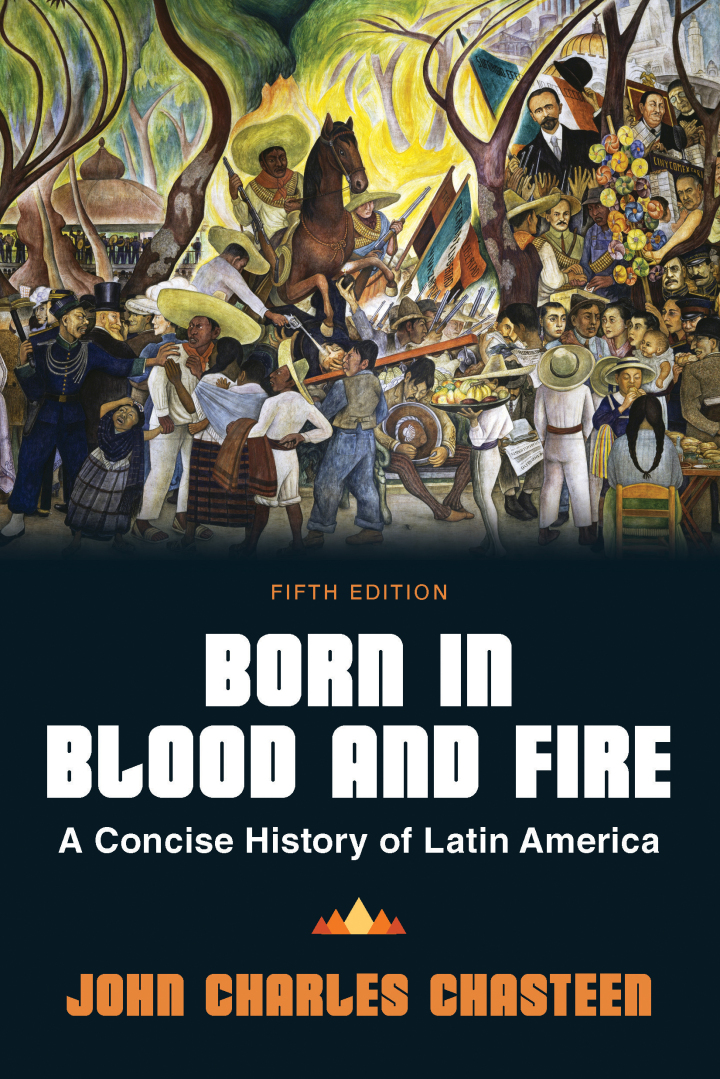 FIFTH EDITION
BORN IN
BLOOD AND FIRE
A Concise History of Latin America
JOHN CHARLES CHASTEEN